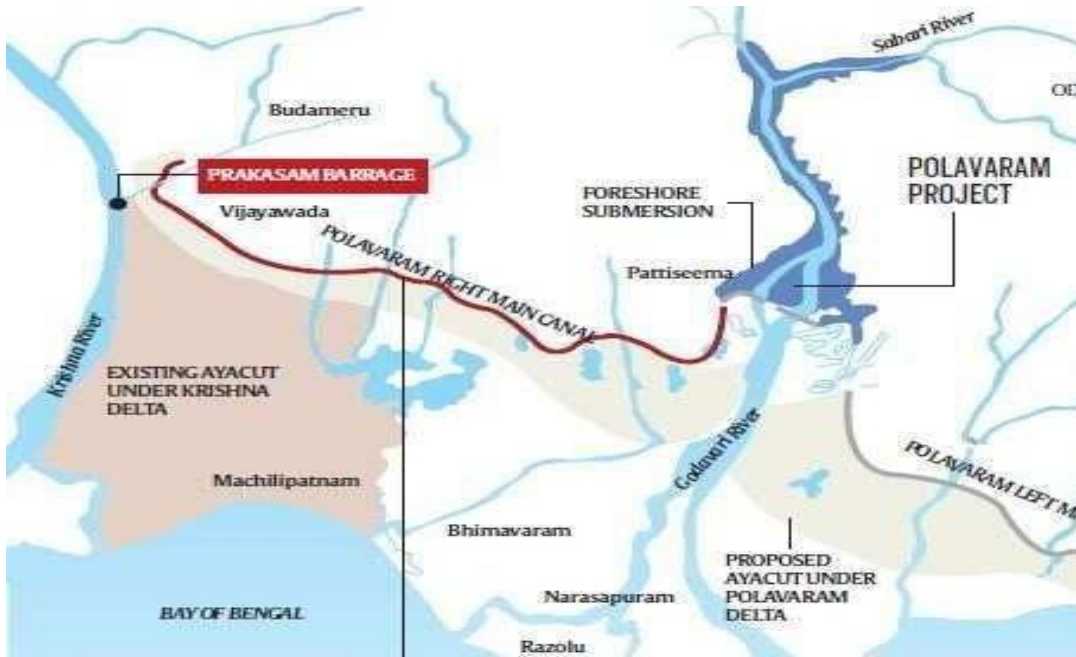 Sabari River
OD
Budameru
PRAKASAM BARRAGE
POLAVARAM
PROJECT
FORESHORE
SUBMERSION
Vijayawada
Pattiseema
POLAVARAM RIGHT MAIN CANAL
Krishna River
EXISTING AYACUT
UNDER KRISHNA
DELTA
Godavari River
POLAVARAM LEFT M
Machilipatnam
Bhimavaram
PROPOSED
AYACUT UNDER
POLAVARAM
DELTA
Narasapuram
BAY OF BENGAL
Razolu